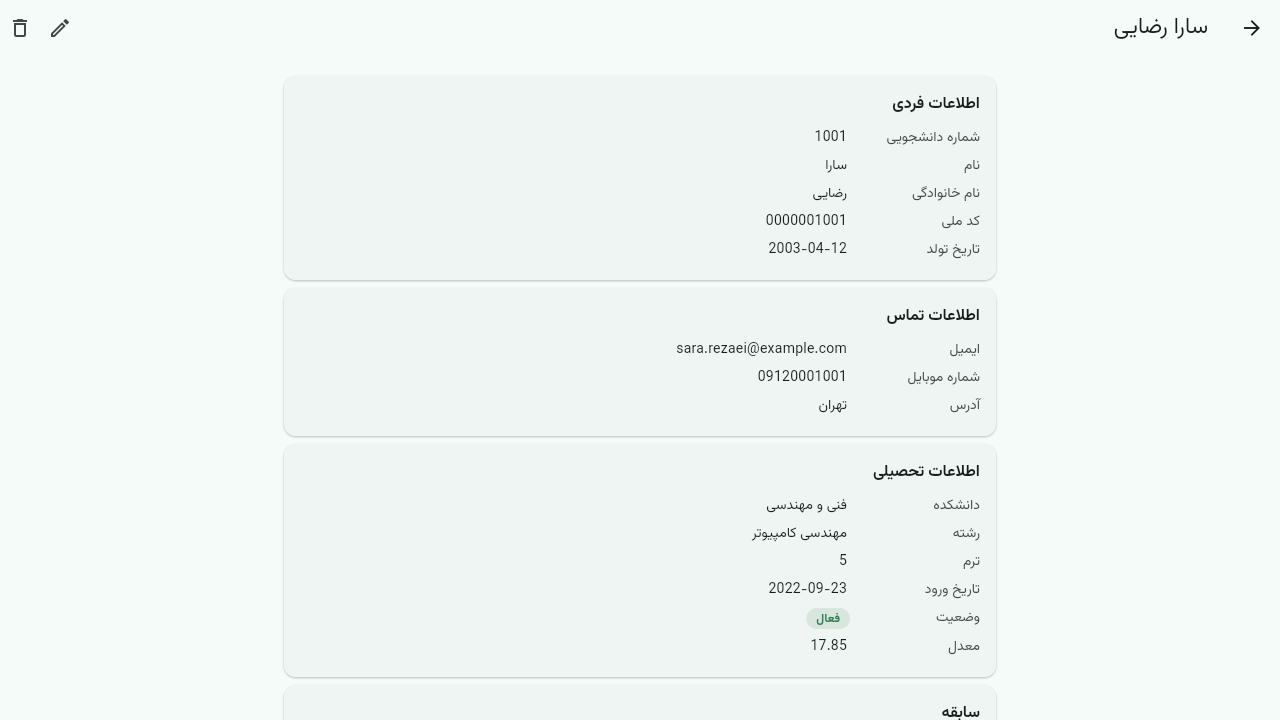 سارا رضایی
اطلاعات فردی
شماره دانشجویی 1001
نام سارا
نام خانوادگی رضایی
کد ملی 0000001001
تاریخ تولد 2003-04-12
اطلاعات تماس
ایمیل sara.rezaei@example.com
شماره موبایل 09120001001
آدرس تهران
اطلاعات تحصیلی
دانشکده فنی و مهندسی
رشته مهندسی کامپیوتر
ترم 5
تاریخ ورود 2022-09-23
وضعیت فعال
معدل 17.85
سابقه